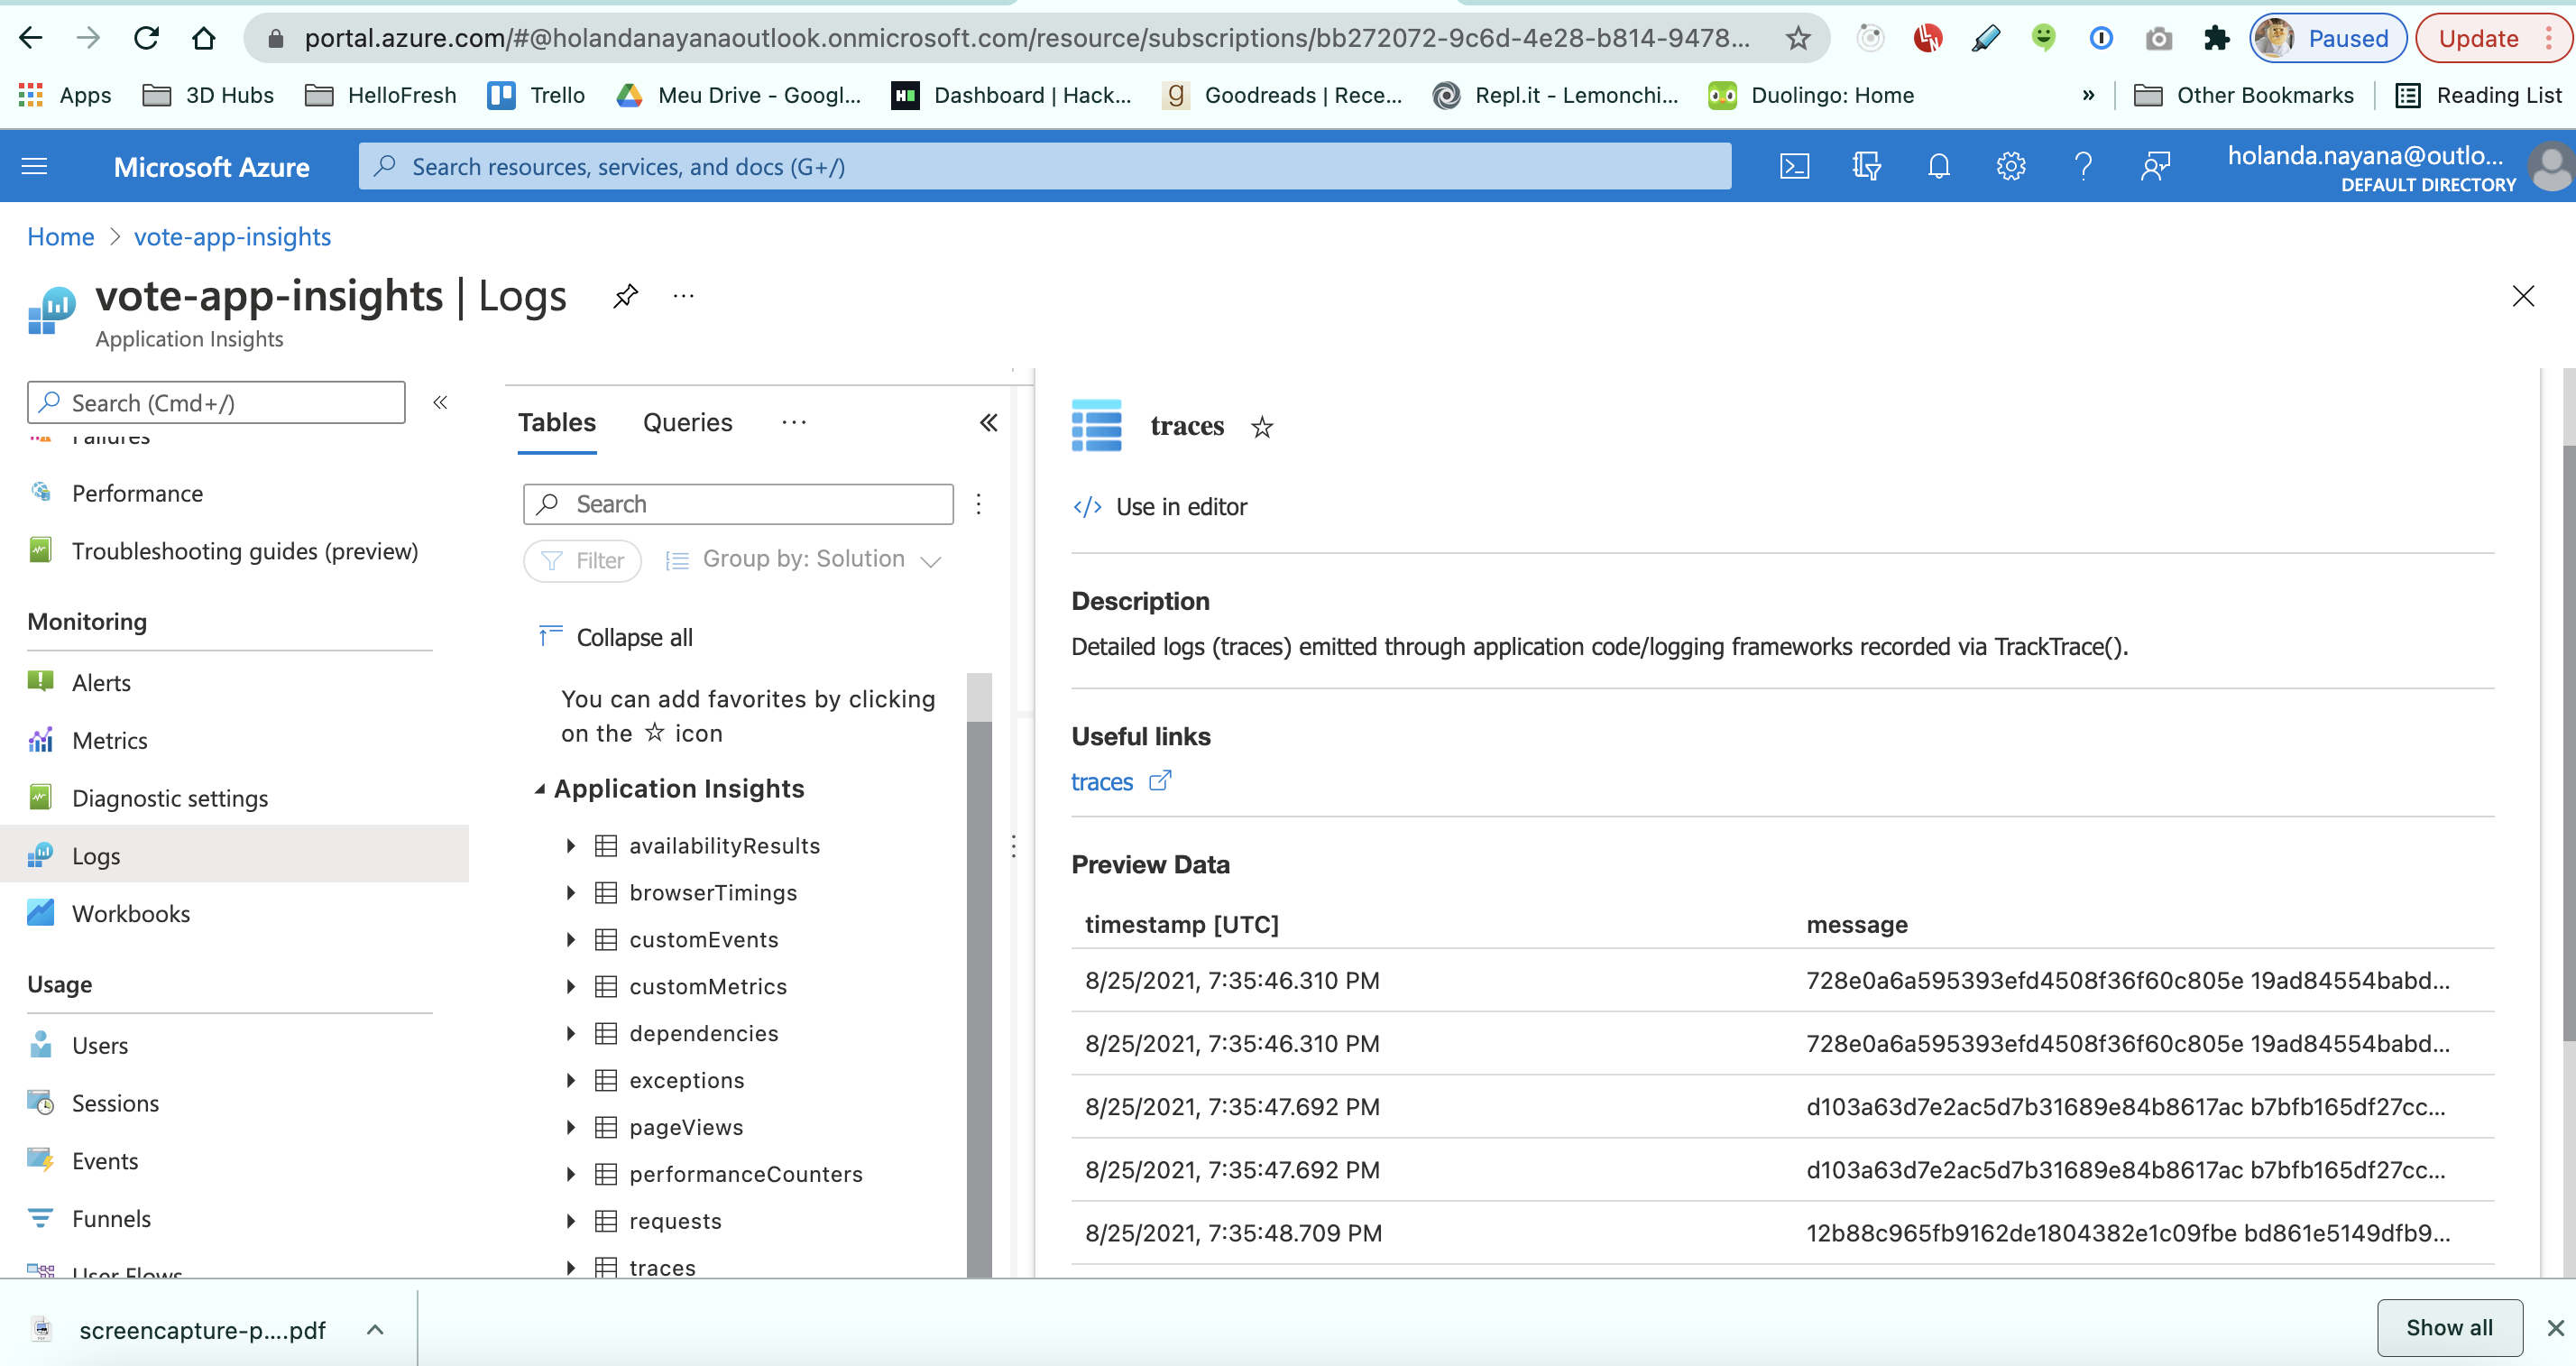 portal.azure.com/#@holandanayanaoutlook.onmicrosoft.com/resource/subscriptions/bb272072-9c6d-4e28-b814-9478...
Paused
Update
Apps
3D Hubs
HelloFresh
Trello
Meu Drive - Googl...
Dashboard | Hack...
Goodreads | Rece...
Repl.it - Lemonchi...
Duolingo: Home
»
Other Bookmarks
Reading List
Microsoft Azure
Search resources, services, and docs (G+/)
holanda.nayana@outlo...
DEFAULT DIRECTORY
Home > vote-app-insights
vote-app-insights | Logs
...
Application Insights
Search (Cmd+/)
«
Failures
Performance
Troubleshooting guides (preview)
Monitoring
Alerts
Metrics
Diagnostic settings
Logs
Workbooks
Usage
Users
Sessions
Events
Funnels
User Flows
Tables
Queries
...
«
Search
Filter
Group by: Solution
Collapse all
You can add favorites by clicking
on the ☆ icon
Application Insights
availabilityResults
browserTimings
customEvents
customMetrics
dependencies
exceptions
pageViews
performanceCounters
requests
traces
traces
</> Use in editor
Description
Detailed logs (traces) emitted through application code/logging frameworks recorded via TrackTrace().
Useful links
traces
Preview Data
timestamp [UTC] message
8/25/2021, 7:35:46.310 PM 728e0a6a595393efd4508f36f60c805e 19ad84554babd...
8/25/2021, 7:35:46.310 PM 728e0a6a595393efd4508f36f60c805e 19ad84554babd...
8/25/2021, 7:35:47.692 PM d103a63d7e2ac5d7b31689e84b8617ac b7bfb165df27cc...
8/25/2021, 7:35:47.692 PM d103a63d7e2ac5d7b31689e84b8617ac b7bfb165df27cc...
8/25/2021, 7:35:48.709 PM 12b88c965fb9162de1804382e1c09fbe bd861e5149dfb9...
screencapture-p....pdf
Show all